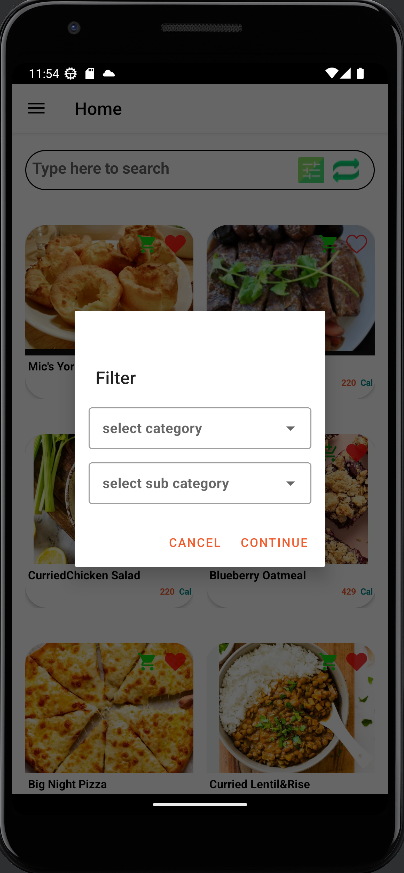 11:54
Home
Type here to search
Mic's Yor
220 Cal
Filter
select category
select sub category
CANCEL CONTINUE
CurriedChicken Salad
Blueberry Oatmeal
220 Cal
429 Cal
Big Night Pizza
Curried Lentil&Rise